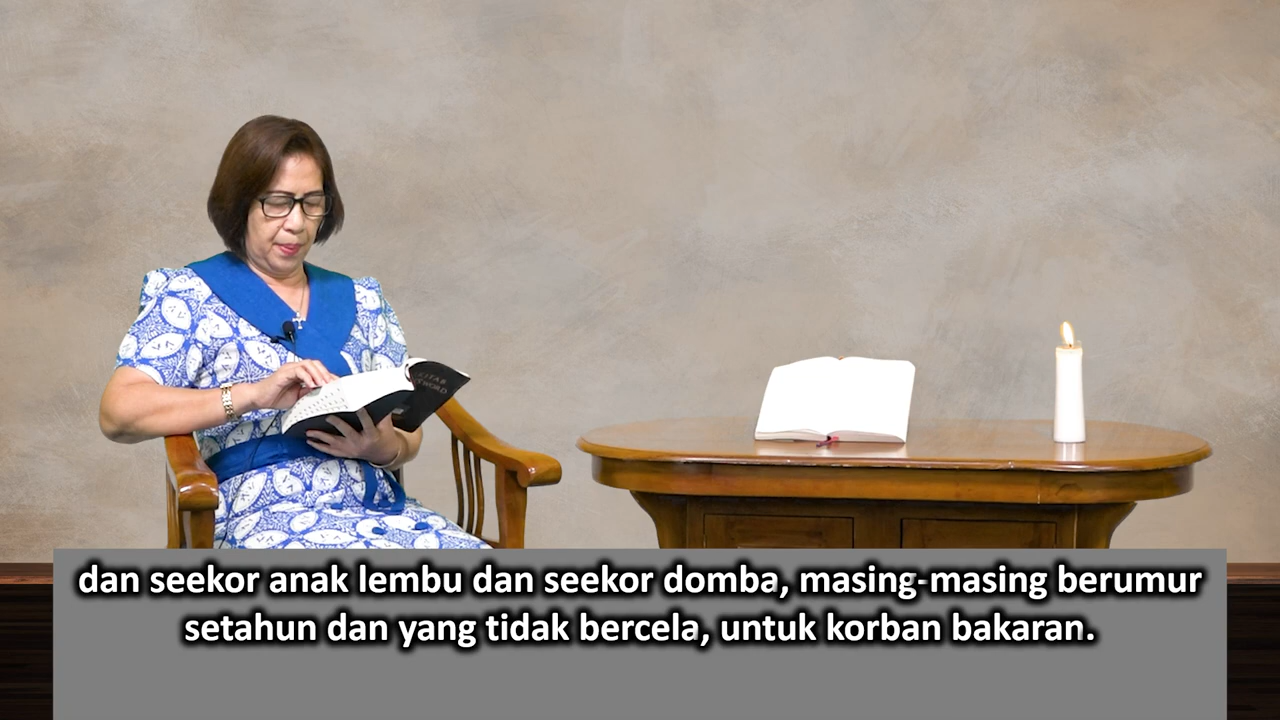 dan seekor anak lembu dan seekor domba, masing-masing berumur
setahun dan yang tidak bercela, untuk korban bakaran.